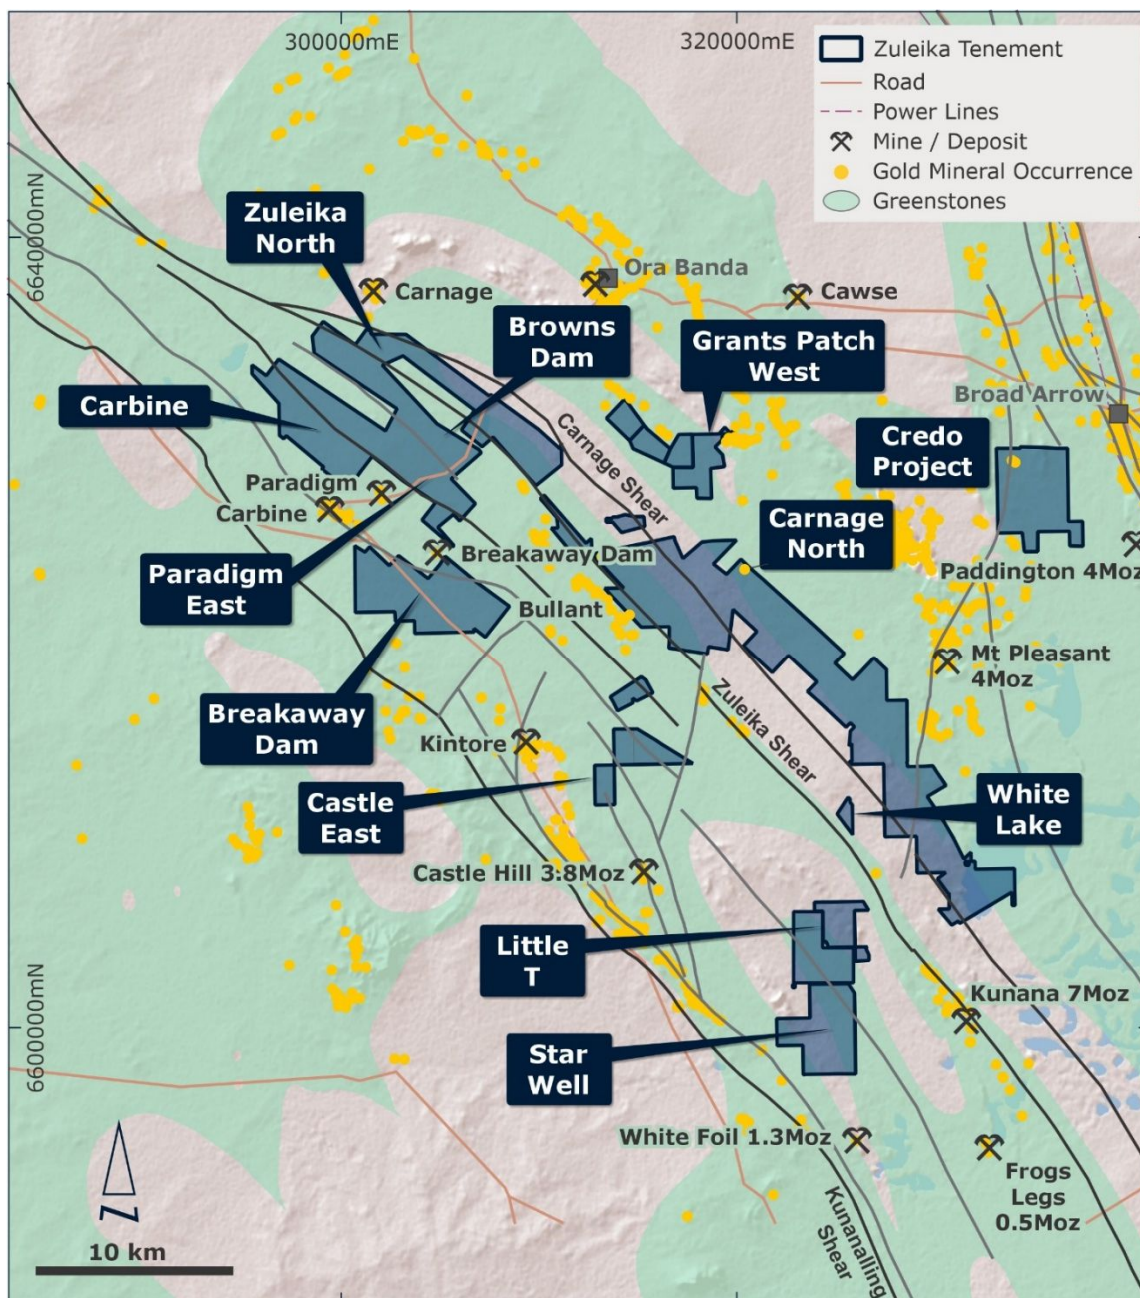 300000mE
320000mE
Zuleika Tenement
Road
Power Lines
Mine / Deposit
Gold Mineral Occurrence
Greenstones
6640000mN
Zuleika
North
Carnage
Ora Banda
Cawse
Browns
Dam
Grants Patch
West
Carbine
Broad Arrow
Carnage Shear
Credo
Project
Paradigm
Carbine
Carnage
North
Breakaway Dam
Paddington 4Moz
Paradigm
East
Bullant
Mt Pleasant
4Moz
Breakaway
Dam
Zuleika Shear
Kintore
Castle
East
White
Lake
Castle Hill 3.8Moz
Little
T
Kunana 7Moz
6600000mN
Star
Well
White Foil 1.3Moz
Frogs
Legs
0.5Moz
Kunanalling
Shear
N
10 km